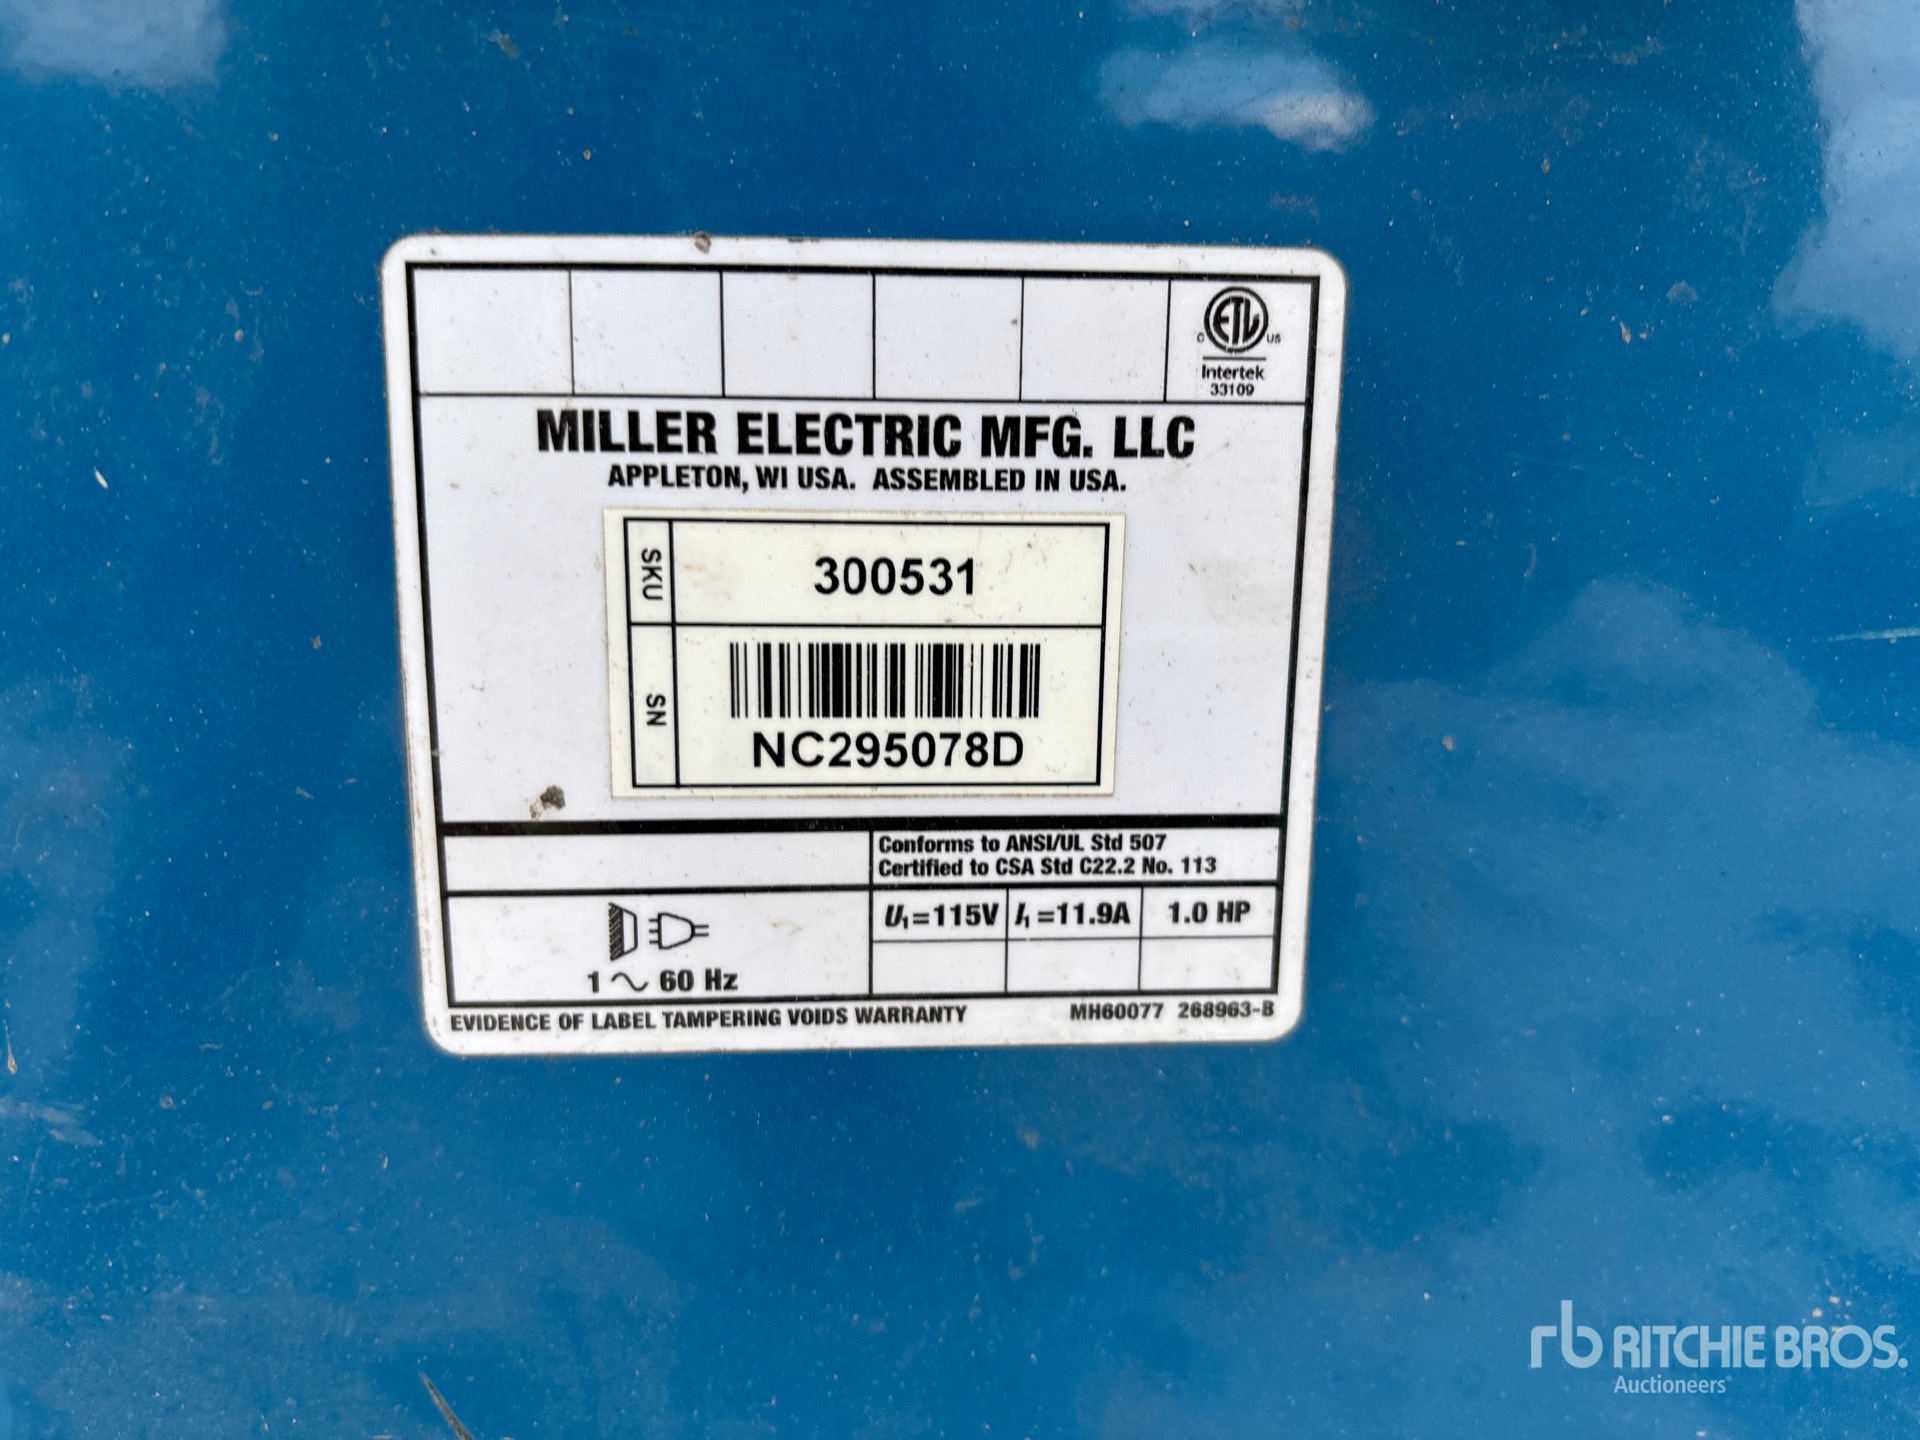 C ETL US
Intertek
33109
MILLER ELECTRIC MFG. LLC
APPLETON, WI USA. ASSEMBLED IN USA.
SKU 300531
SN NC295078D
Conforms to ANSI/UL Std 507
Certified to CSA Std C22.2 No. 113
U₁=115V I₁=11.9A 1.0 HP
1 ~ 60 Hz
EVIDENCE OF LABEL TAMPERING VOIDS WARRANTY MH60077 268963-B
rb RITCHIE BROS.
Auctioneers